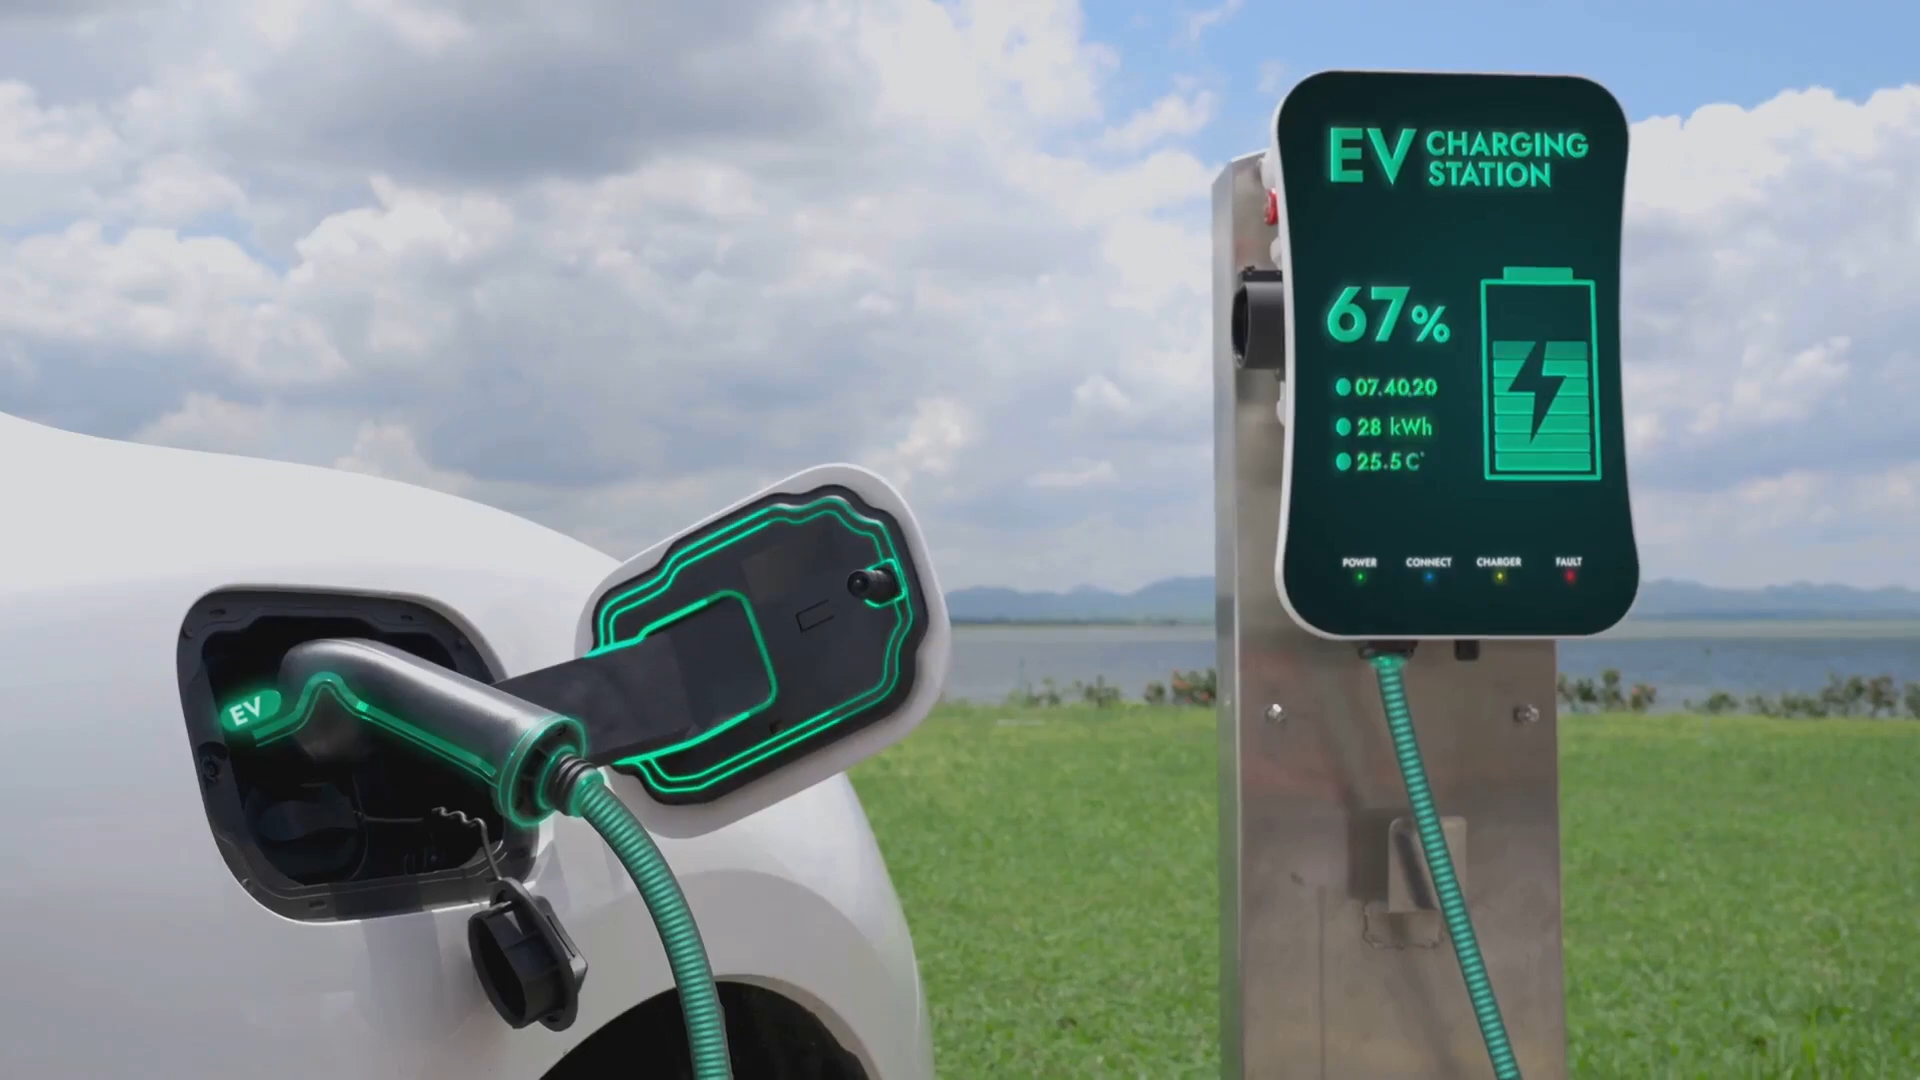 EV CHARGING
STATION
67%
07.40.20
28 kWh
25.5 C°
POWER CONNECT CHARGER FAULT
EV